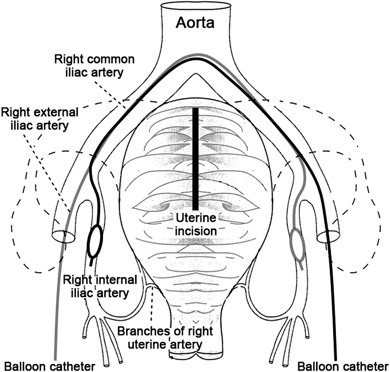 Aorta
Right common
iliac artery
Right external
iliac artery
Uterine
incision
Right internal
iliac artery
Branches of right
uterine artery
Balloon catheter
Balloon catheter